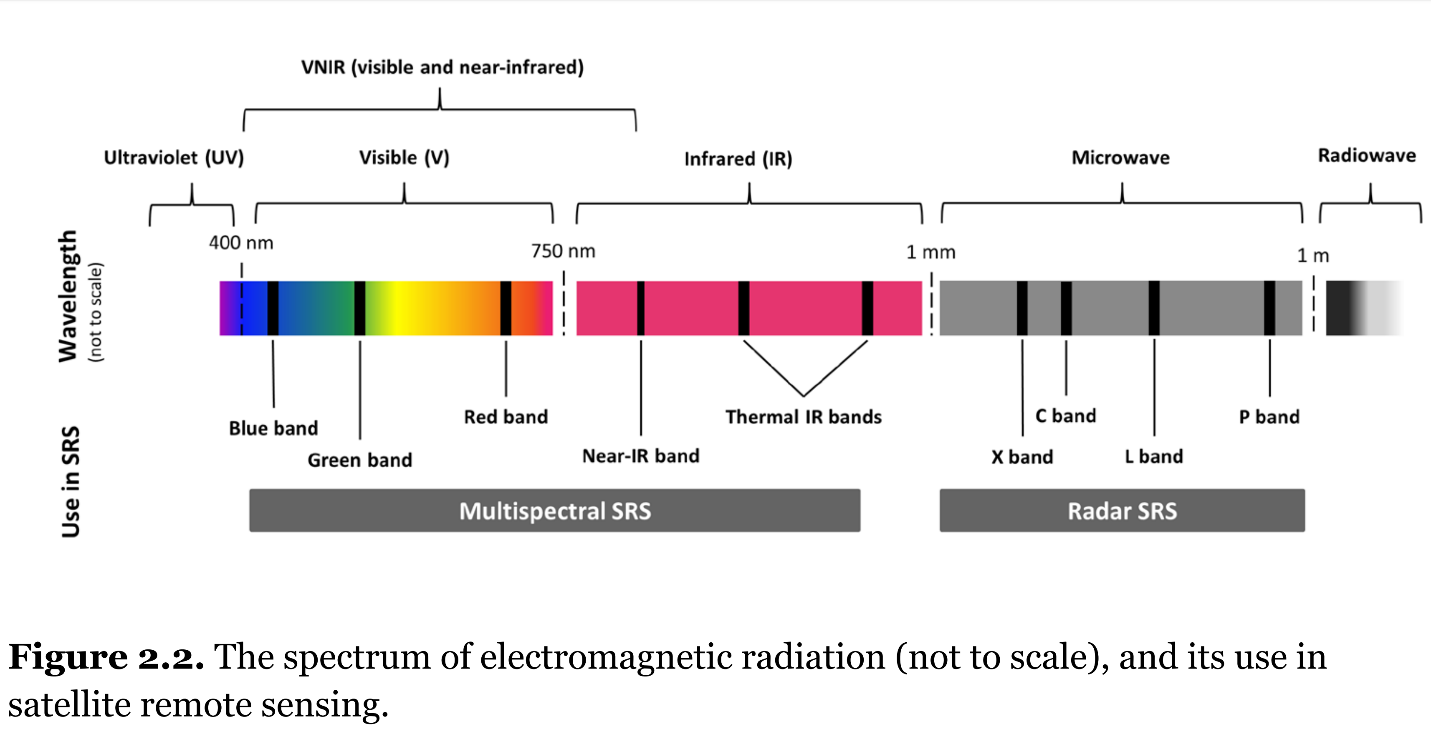 VNIR (visible and near-infrared)
Ultraviolet (UV)
Visible (V)
Infrared (IR)
Microwave
Radiowave
Wavelength
(not to scale)
400 nm
750 nm
1 mm
1 m
Blue band
Green band
Red band
Near-IR band
Thermal IR bands
X band
C band
L band
P band
Use in SRS
Multispectral SRS
Radar SRS
Figure 2.2. The spectrum of electromagnetic radiation (not to scale), and its use in
satellite remote sensing.